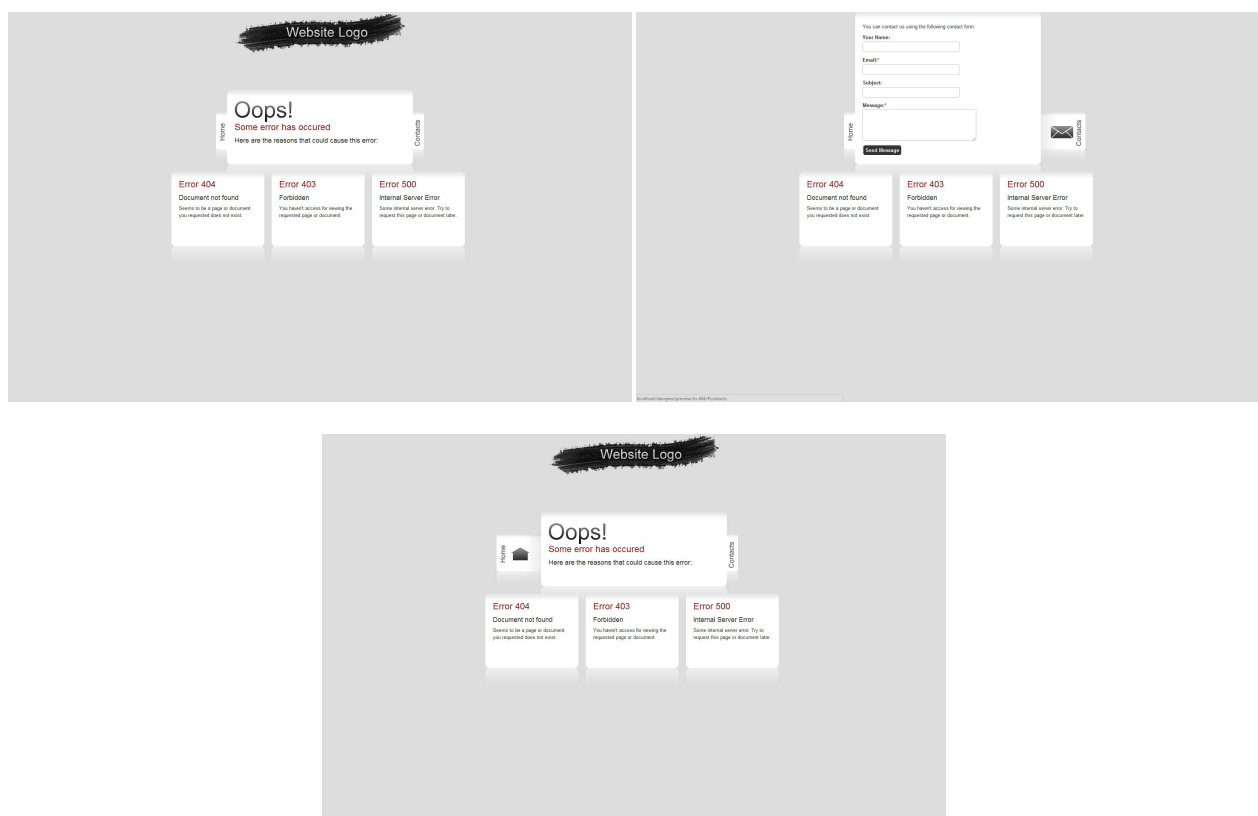 Website Logo
Oops!
Some error has occured
Here are the reasons that could cause this error:
Home
Contacts
Error 404
Document not found
Seems to be a page or document
you requested does not exist.
Error 403
Forbidden
You haven't access for viewing the
requested page or document.
Error 500
Internal Server Error
Some internal server error. Try to
request this page or document later.
You can contact us using the following contact form:
Your Name:
Email:*
Subject:
Message:*
Send Message
Home
Contacts
Error 404
Document not found
Seems to be a page or document
you requested does not exist.
Error 403
Forbidden
You haven't access for viewing the
requested page or document.
Error 500
Internal Server Error
Some internal server error. Try to
request this page or document later.
Website Logo
Oops!
Some error has occured
Here are the reasons that could cause this error:
Home
Contacts
Error 404
Document not found
Seems to be a page or document
you requested does not exist.
Error 403
Forbidden
You haven't access for viewing the
requested page or document.
Error 500
Internal Server Error
Some internal server error. Try to
request this page or document later.